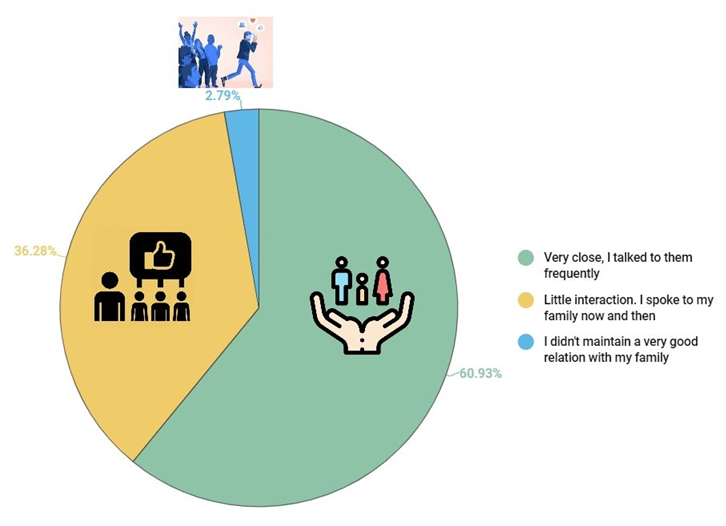 2.79%
36.28%
60.93%
Very close, I talked to them
frequently
Little interaction. I spoke to my
family now and then
I didn't maintain a very good
relation with my family